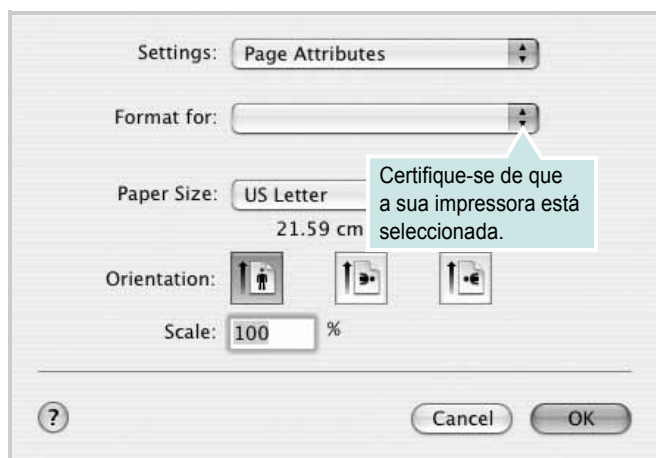 Settings: Page Attributes
Format for:
Certifique-se de que
a sua impressora está
seleccionada.
Paper Size: US Letter
21.59 cm
Orientation:
Scale: 100 %
? Cancel OK